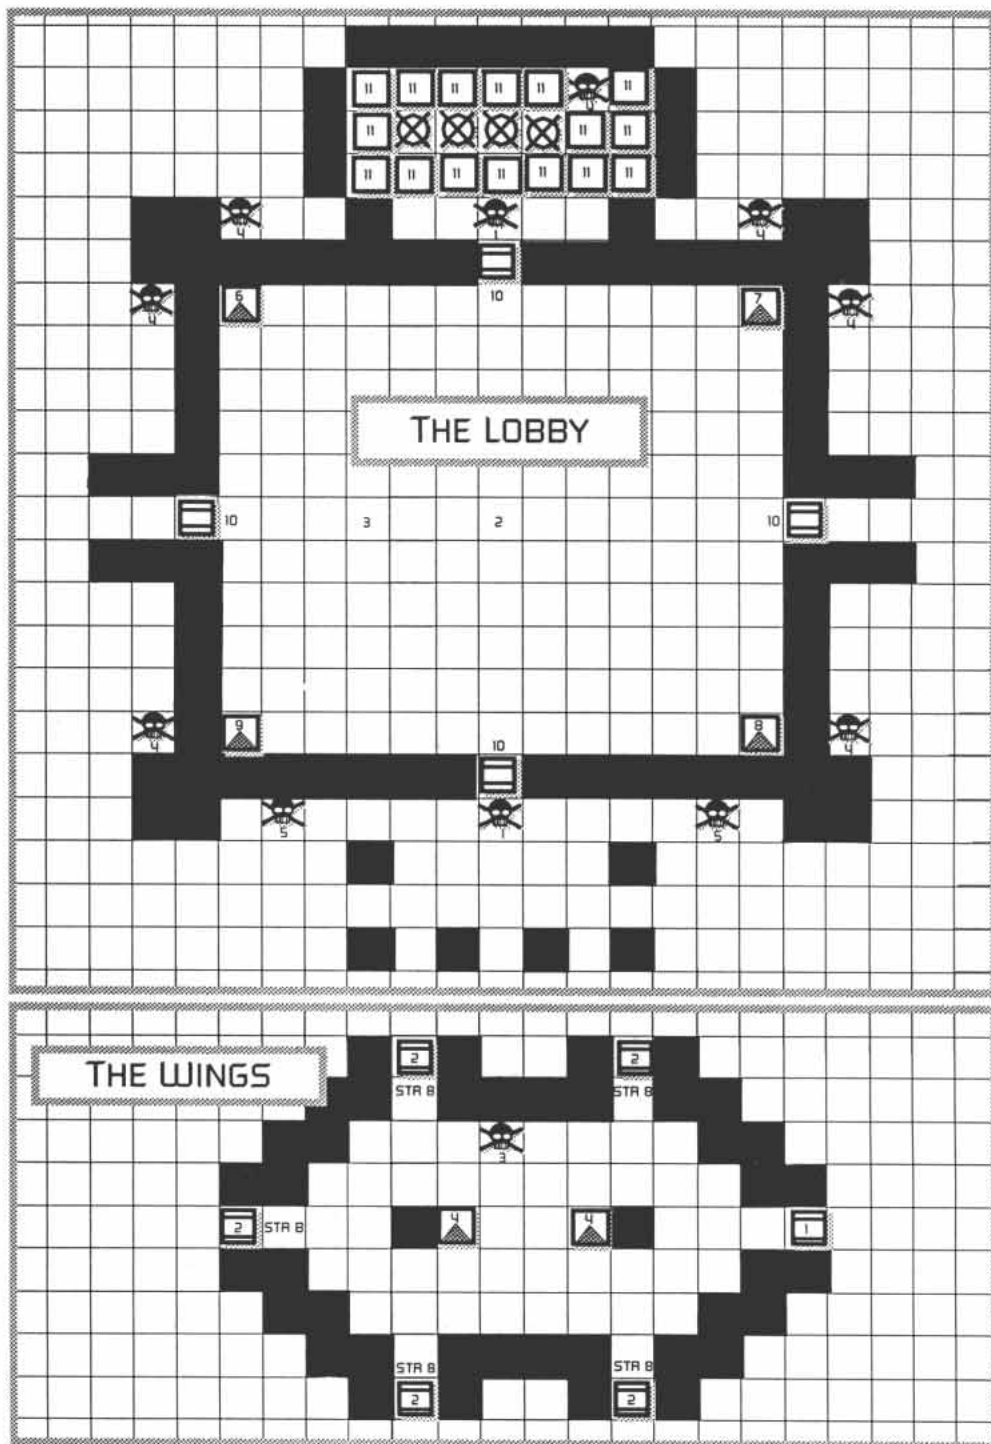 11 11 11 11 11 4 11
11 11 11
11 11 11 11 11 11 11
4 1 4
4 6 10 7 4
THE LOBBY
10 3 2 10
4 9 8 4
10
5 1 5
THE WINGS
2 2
STR 8 STR 8
3
4 4
2 STR 8 1
STR 8 STR 8
2 2